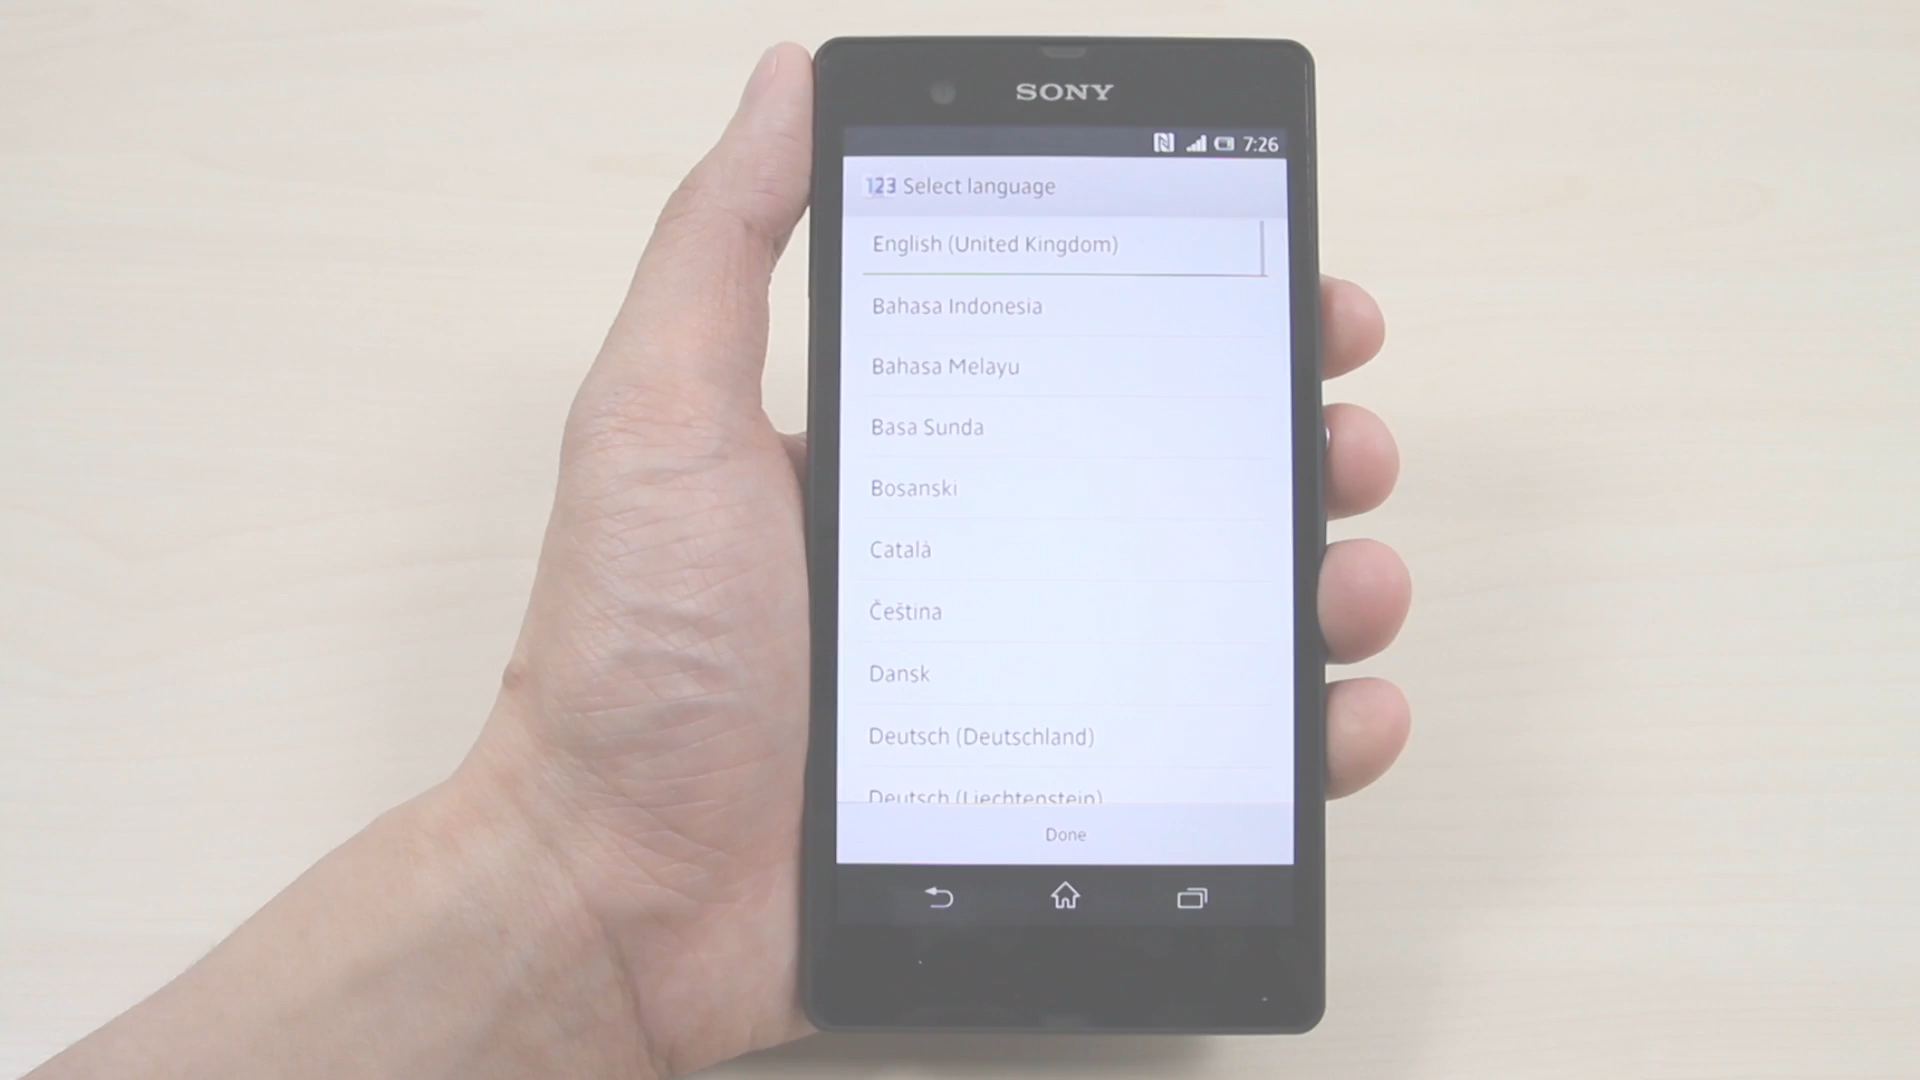 SONY
7:26
123 Select language
English (United Kingdom)
Bahasa Indonesia
Bahasa Melayu
Basa Sunda
Bosanski
Català
Čeština
Dansk
Deutsch (Deutschland)
Deutsch (Liechtenstein)
Done